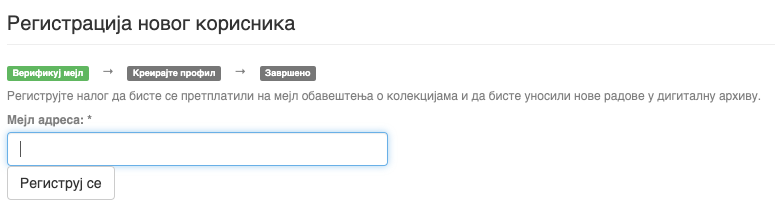 Регистрација новог корисника
Верификуј мејл → Креирајте профил → Завршено
Региструјте налог да бисте се претплатили на мејл обавештења о колекцијама и да бисте уносили нове радове у дигиталну архиву.
Мејл адреса: *
Региструј се